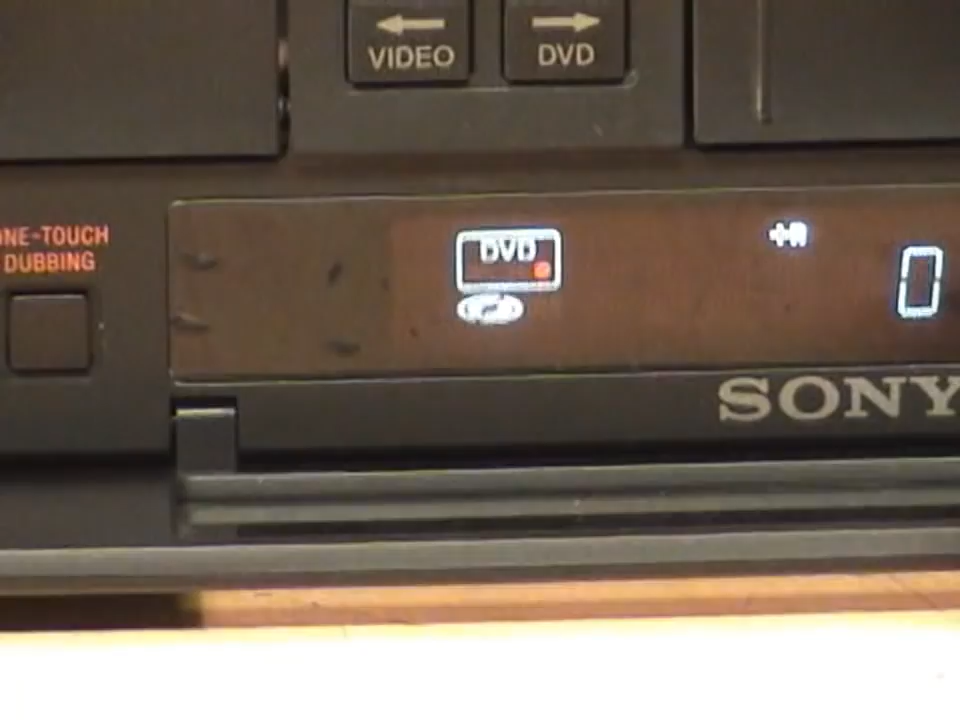 VIDEO
DVD
ONE-TOUCH
DUBBING
DVD
+R
0
SONY